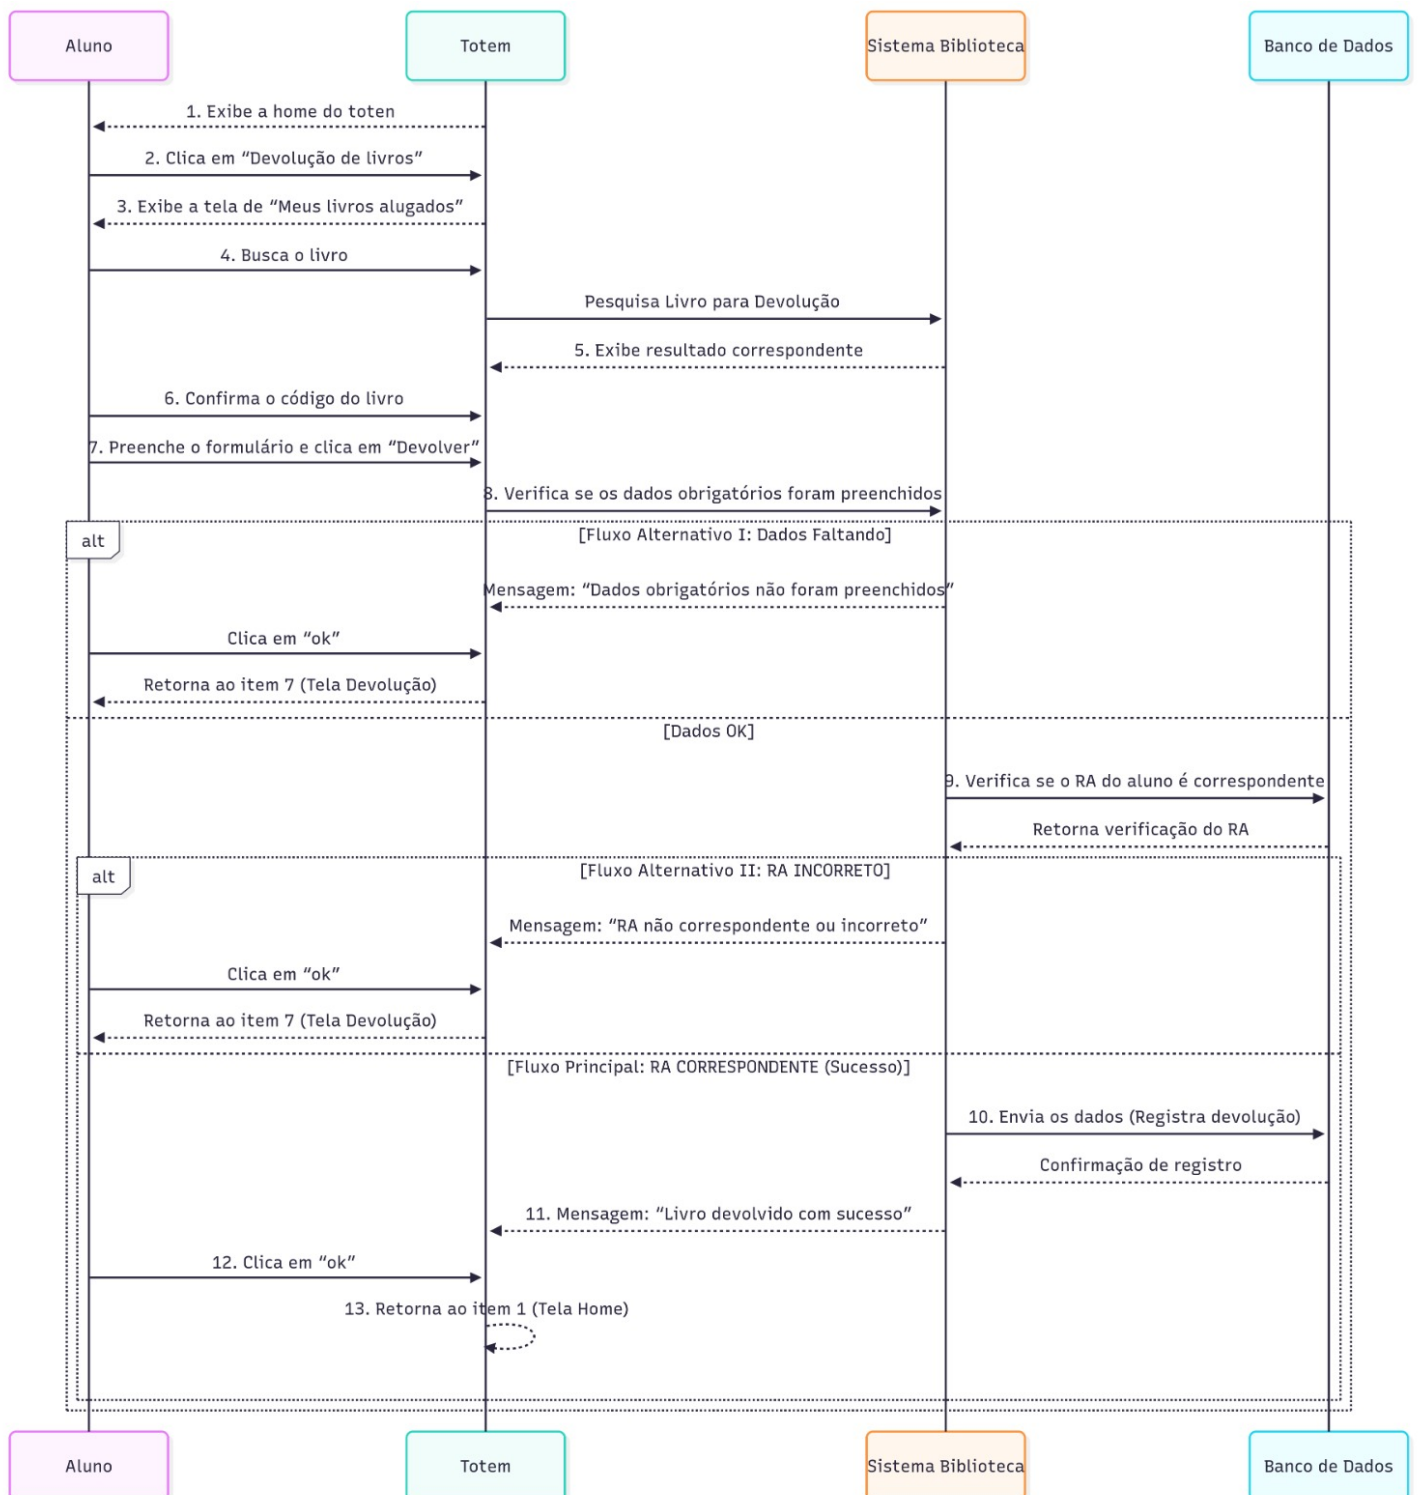 Aluno
Totem
Sistema Biblioteca
Banco de Dados
1. Exibe a home do toten
2. Clica em “Devolução de livros”
3. Exibe a tela de “Meus livros alugados”
4. Busca o livro
Pesquisa Livro para Devolução
5. Exibe resultado correspondente
6. Confirma o código do livro
7. Preenche o formulário e clica em “Devolver”
8. Verifica se os dados obrigatórios foram preenchidos
alt
[Fluxo Alternativo I: Dados Faltando]
Mensagem: “Dados obrigatórios não foram preenchidos”
Clica em “ok”
Retorna ao item 7 (Tela Devolução)
[Dados OK]
9. Verifica se o RA do aluno é correspondente
Retorna verificação do RA
alt
[Fluxo Alternativo II: RA INCORRETO]
Mensagem: “RA não correspondente ou incorreto”
Clica em “ok”
Retorna ao item 7 (Tela Devolução)
[Fluxo Principal: RA CORRESPONDENTE (Sucesso)]
10. Envia os dados (Registra devolução)
Confirmação de registro
11. Mensagem: “Livro devolvido com sucesso”
12. Clica em “ok”
13. Retorna ao item 1 (Tela Home)
Aluno
Totem
Sistema Biblioteca
Banco de Dados